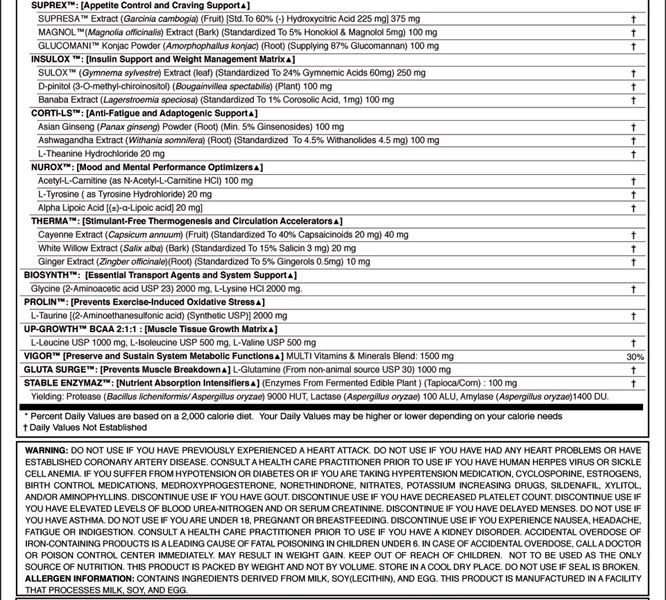 SUPREX™: [Appetite Control and Craving Support▲]
SUPRESA™ Extract (Garcinia cambogia) (Fruit) [Std.To 60% (-) Hydroxycitric Acid 225 mg] 375 mg †
MAGNOL™(Magnolia officinalis) Extract (Bark) (Standardized To 5% Honokiol & Magnolol 5mg) 100 mg †
GLUCOMANI™ Konjac Powder (Amorphophallus konjac) (Root) (Supplying 87% Glucomannan) 100 mg †
INSULOX ™: [Insulin Support and Weight Management Matrix▲]
SULOX™ (Gymnema sylvestre) Extract (leaf) (Standardized To 24% Gymnemic Acids 60mg) 250 mg †
D-pinitol (3-O-methyl-chiroinositol) (Bougainvillea spectabilis) (Plant) 100 mg †
Banaba Extract (Lagerstroemia speciosa) (Standardized To 1% Corosolic Acid, 1mg) 100 mg †
CORTI-LS™: [Anti-Fatigue and Adaptogenic Support▲]
Asian Ginseng (Panax ginseng) Powder (Root) (Min. 5% Ginsenosides) 100 mg †
Ashwagandha Extract (Withania somnifera) (Root) (Standardized To 4.5% Withanolides 4.5 mg) 100 mg †
L-Theanine Hydrochloride 20 mg †
NUROX™: [Mood and Mental Performance Optimizers▲]
Acetyl-L-Carnitine (as N-Acetyl-L-Carnitine HCl) 100 mg †
L-Tyrosine ( as Tyrosine Hydrohloride) 20 mg †
Alpha Lipoic Acid [(±)-α-Lipoic acid] 20 mg] †
THERMA™: [Stimulant-Free Thermogenesis and Circulation Accelerators▲]
Cayenne Extract (Capsicum annuum) (Fruit) (Standardized To 40% Capsaicinoids 20 mg) 40 mg †
White Willow Extract (Salix alba) (Bark) (Standardized To 15% Salicin 3 mg) 20 mg †
Ginger Extract (Zingber officinale)(Root) (Standardized To 5% Gingerols 0.5mg) 10 mg †
BIOSYNTH™: [Essential Transport Agents and System Support▲]
Glycine (2-Aminoacetic acid USP 23) 2000 mg, L-Lysine HCl 2000 mg. †
PROLIN™: [Prevents Exercise-Induced Oxidative Stress▲]
L-Taurine [(2-Aminoethanesulfonic acid) (Synthetic USP)] 2000 mg †
UP-GROWTH™ BCAA 2:1:1 : [Muscle Tissue Growth Matrix▲]
L-Leucine USP 1000 mg, L-Isoleucine USP 500 mg, L-Valine USP 500 mg †
VIGOR™ [Preserve and Sustain System Metabolic Functions▲] MULTI Vitamins & Minerals Blend: 1500 mg 30%
GLUTA SURGE™: [Prevents Muscle Breakdown▲] L-Glutamine (From non-animal source USP 30) 1000 mg †
STABLE ENZYMAZ™: [Nutrient Absorption Intensifiers▲] (Enzymes From Fermented Edible Plant ) (Tapioca/Corn) : 100 mg †
Yielding: Protease (Bacillus licheniformis/ Aspergillus oryzae) 9000 HUT, Lactase (Aspergillus oryzae) 100 ALU, Amylase (Aspergillus oryzae)1400 DU.
* Percent Daily Values are based on a 2,000 calorie diet. Your Daily Values may be higher or lower depending on your calorie needs
† Daily Values Not Established
WARNING: DO NOT USE IF YOU HAVE PREVIOUSLY EXPERIENCED A HEART ATTACK. DO NOT USE IF YOU HAVE HAD ANY HEART PROBLEMS OR HAVE
ESTABLISHED CORONARY ARTERY DISEASE. CONSULT A HEALTH CARE PRACTITIONER PRIOR TO USE IF YOU HAVE HUMAN HERPES VIRUS OR SICKLE
CELL ANEMIA. IF YOU SUFFER FROM HYPOTENSION OR DIABETES OR IF YOU ARE TAKING HYPERTENSION MEDICATION, CYCLOSPORINE, ESTROGENS,
BIRTH CONTROL MEDICATIONS, MEDROXYPROGESTERONE, NORETHINDRONE, NITRATES, POTASSIUM INCREASING DRUGS, SILDENAFIL, XYLITOL,
AND/OR AMINOPHYLLINS. DISCONTINUE USE IF YOU HAVE GOUT. DISCONTINUE USE IF YOU HAVE DECREASED PLATELET COUNT. DISCONTINUE USE IF
YOU HAVE ELEVATED LEVELS OF BLOOD UREA-NITROGEN AND OR SERUM CREATININE. DISCONTINUE IF YOU HAVE DELAYED MENSES. DO NOT USE IF
YOU HAVE ASTHMA. DO NOT USE IF YOU ARE UNDER 18, PREGNANT OR BREASTFEEDING. DISCONTINUE USE IF YOU EXPERIENCE NAUSEA, HEADACHE,
FATIGUE OR INDIGESTION. CONSULT A HEALTH CARE PRACTITIONER PRIOR TO USE IF YOU HAVE A KIDNEY DISORDER. ACCIDENTAL OVERDOSE OF
IRON-CONTAINING PRODUCTS IS A LEADING CAUSE OF FATAL POISONING IN CHILDREN UNDER 6. IN CASE OF ACCIDENTAL OVERDOSE, CALL A DOCTOR
OR POISON CONTROL CENTER IMMEDIATELY. MAY RESULT IN WEIGHT GAIN. KEEP OUT OF REACH OF CHILDREN. NOT TO BE USED AS THE ONLY
SOURCE OF NUTRITION. THIS PRODUCT IS PACKED BY WEIGHT AND NOT BY VOLUME. STORE IN A COOL DRY PLACE. DO NOT USE IF SEAL IS BROKEN.
ALLERGEN INFORMATION: CONTAINS INGREDIENTS DERIVED FROM MILK, SOY(LECITHIN), AND EGG. THIS PRODUCT IS MANUFACTURED IN A FACILITY
THAT PROCESSES MILK, SOY, AND EGG.